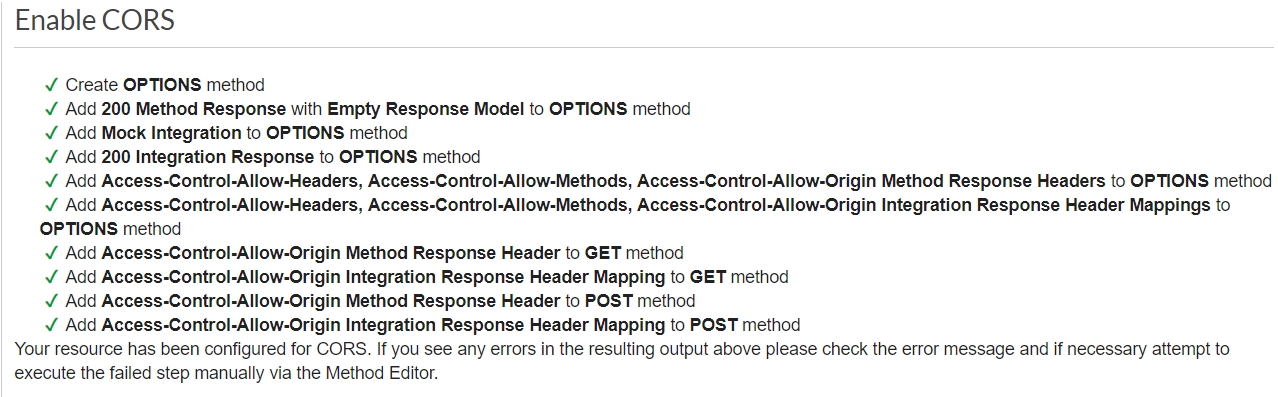 Enable CORS
✓ Create OPTIONS method
✓ Add 200 Method Response with Empty Response Model to OPTIONS method
✓ Add Mock Integration to OPTIONS method
✓ Add 200 Integration Response to OPTIONS method
✓ Add Access-Control-Allow-Headers, Access-Control-Allow-Methods, Access-Control-Allow-Origin Method Response Headers to OPTIONS method
✓ Add Access-Control-Allow-Headers, Access-Control-Allow-Methods, Access-Control-Allow-Origin Integration Response Header Mappings to
OPTIONS method
✓ Add Access-Control-Allow-Origin Method Response Header to GET method
✓ Add Access-Control-Allow-Origin Integration Response Header Mapping to GET method
✓ Add Access-Control-Allow-Origin Method Response Header to POST method
✓ Add Access-Control-Allow-Origin Integration Response Header Mapping to POST method
Your resource has been configured for CORS. If you see any errors in the resulting output above please check the error message and if necessary attempt to
execute the failed step manually via the Method Editor.